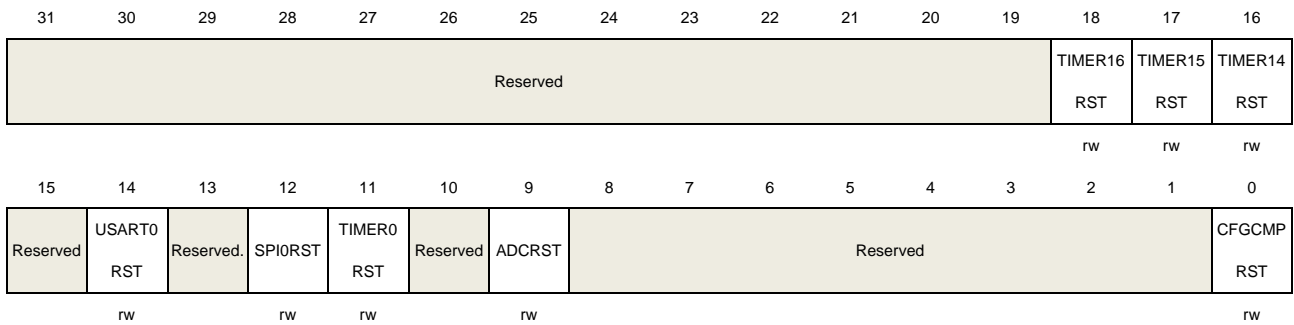 31 30 29 28 27 26 25 24 23 22 21 20 19 18 17 16
Reserved TIMER16 RST TIMER15 RST TIMER14 RST
rw rw rw
15 14 13 12 11 10 9 8 7 6 5 4 3 2 1 0
Reserved USART0 RST Reserved. SPI0RST TIMER0 RST Reserved ADCRST Reserved CFGCMP RST
rw rw rw rw rw